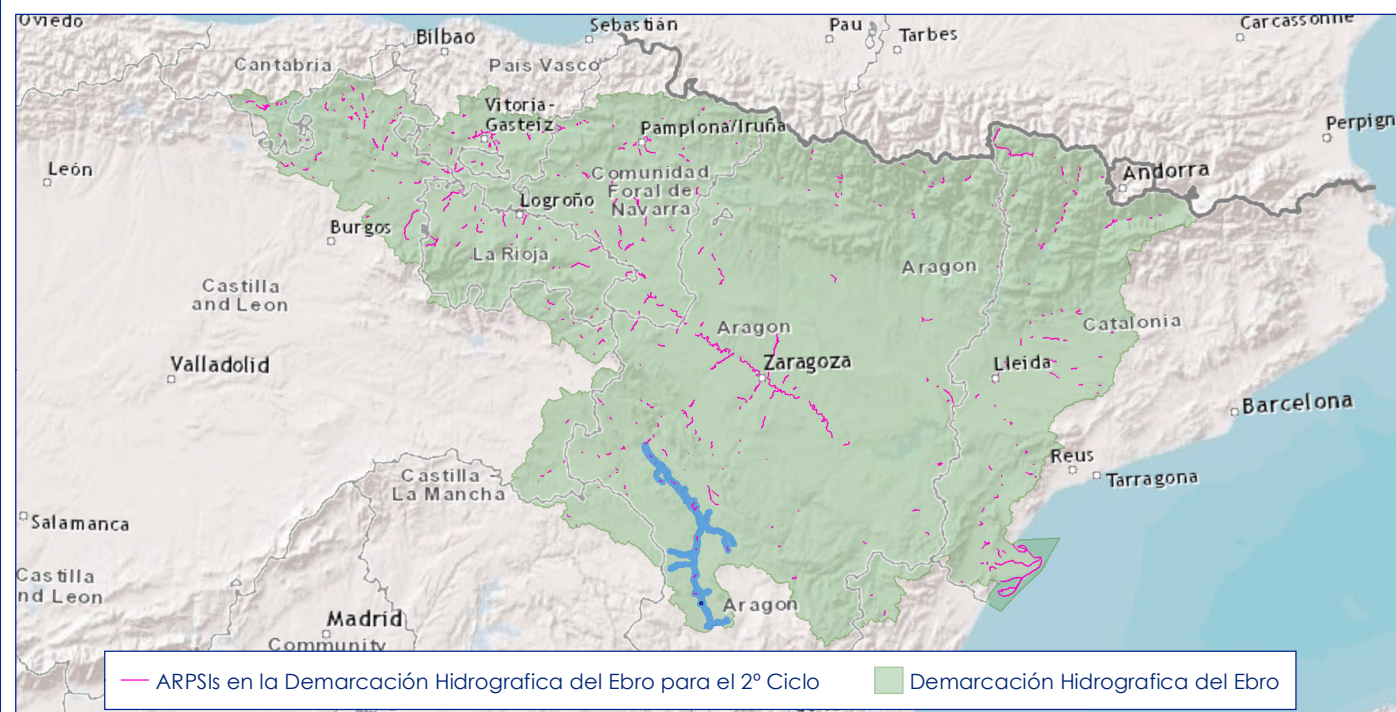 Oviedo
Sebastián
Pau
Carcassonne
Bilbao
Tarbes
Cantabria
País Vasco
Vitoria-
Gasteiz
Pamplona/Iruña
Perpign
León
Andorra
Comunidad
Foral de
Navarra
Logroño
Burgos
La Rioja
Aragon
Castilla
and Leon
Aragon
Catalonia
Valladolid
Zaragoza
Lleida
Barcelona
Reus
Castilla
La Mancha
Tarragona
Salamanca
Castilla
nd Leon
Aragon
Madrid
Community
ARPSIs en la Demarcación Hidrografica del Ebro para el 2º Ciclo
Demarcación Hidrografica del Ebro